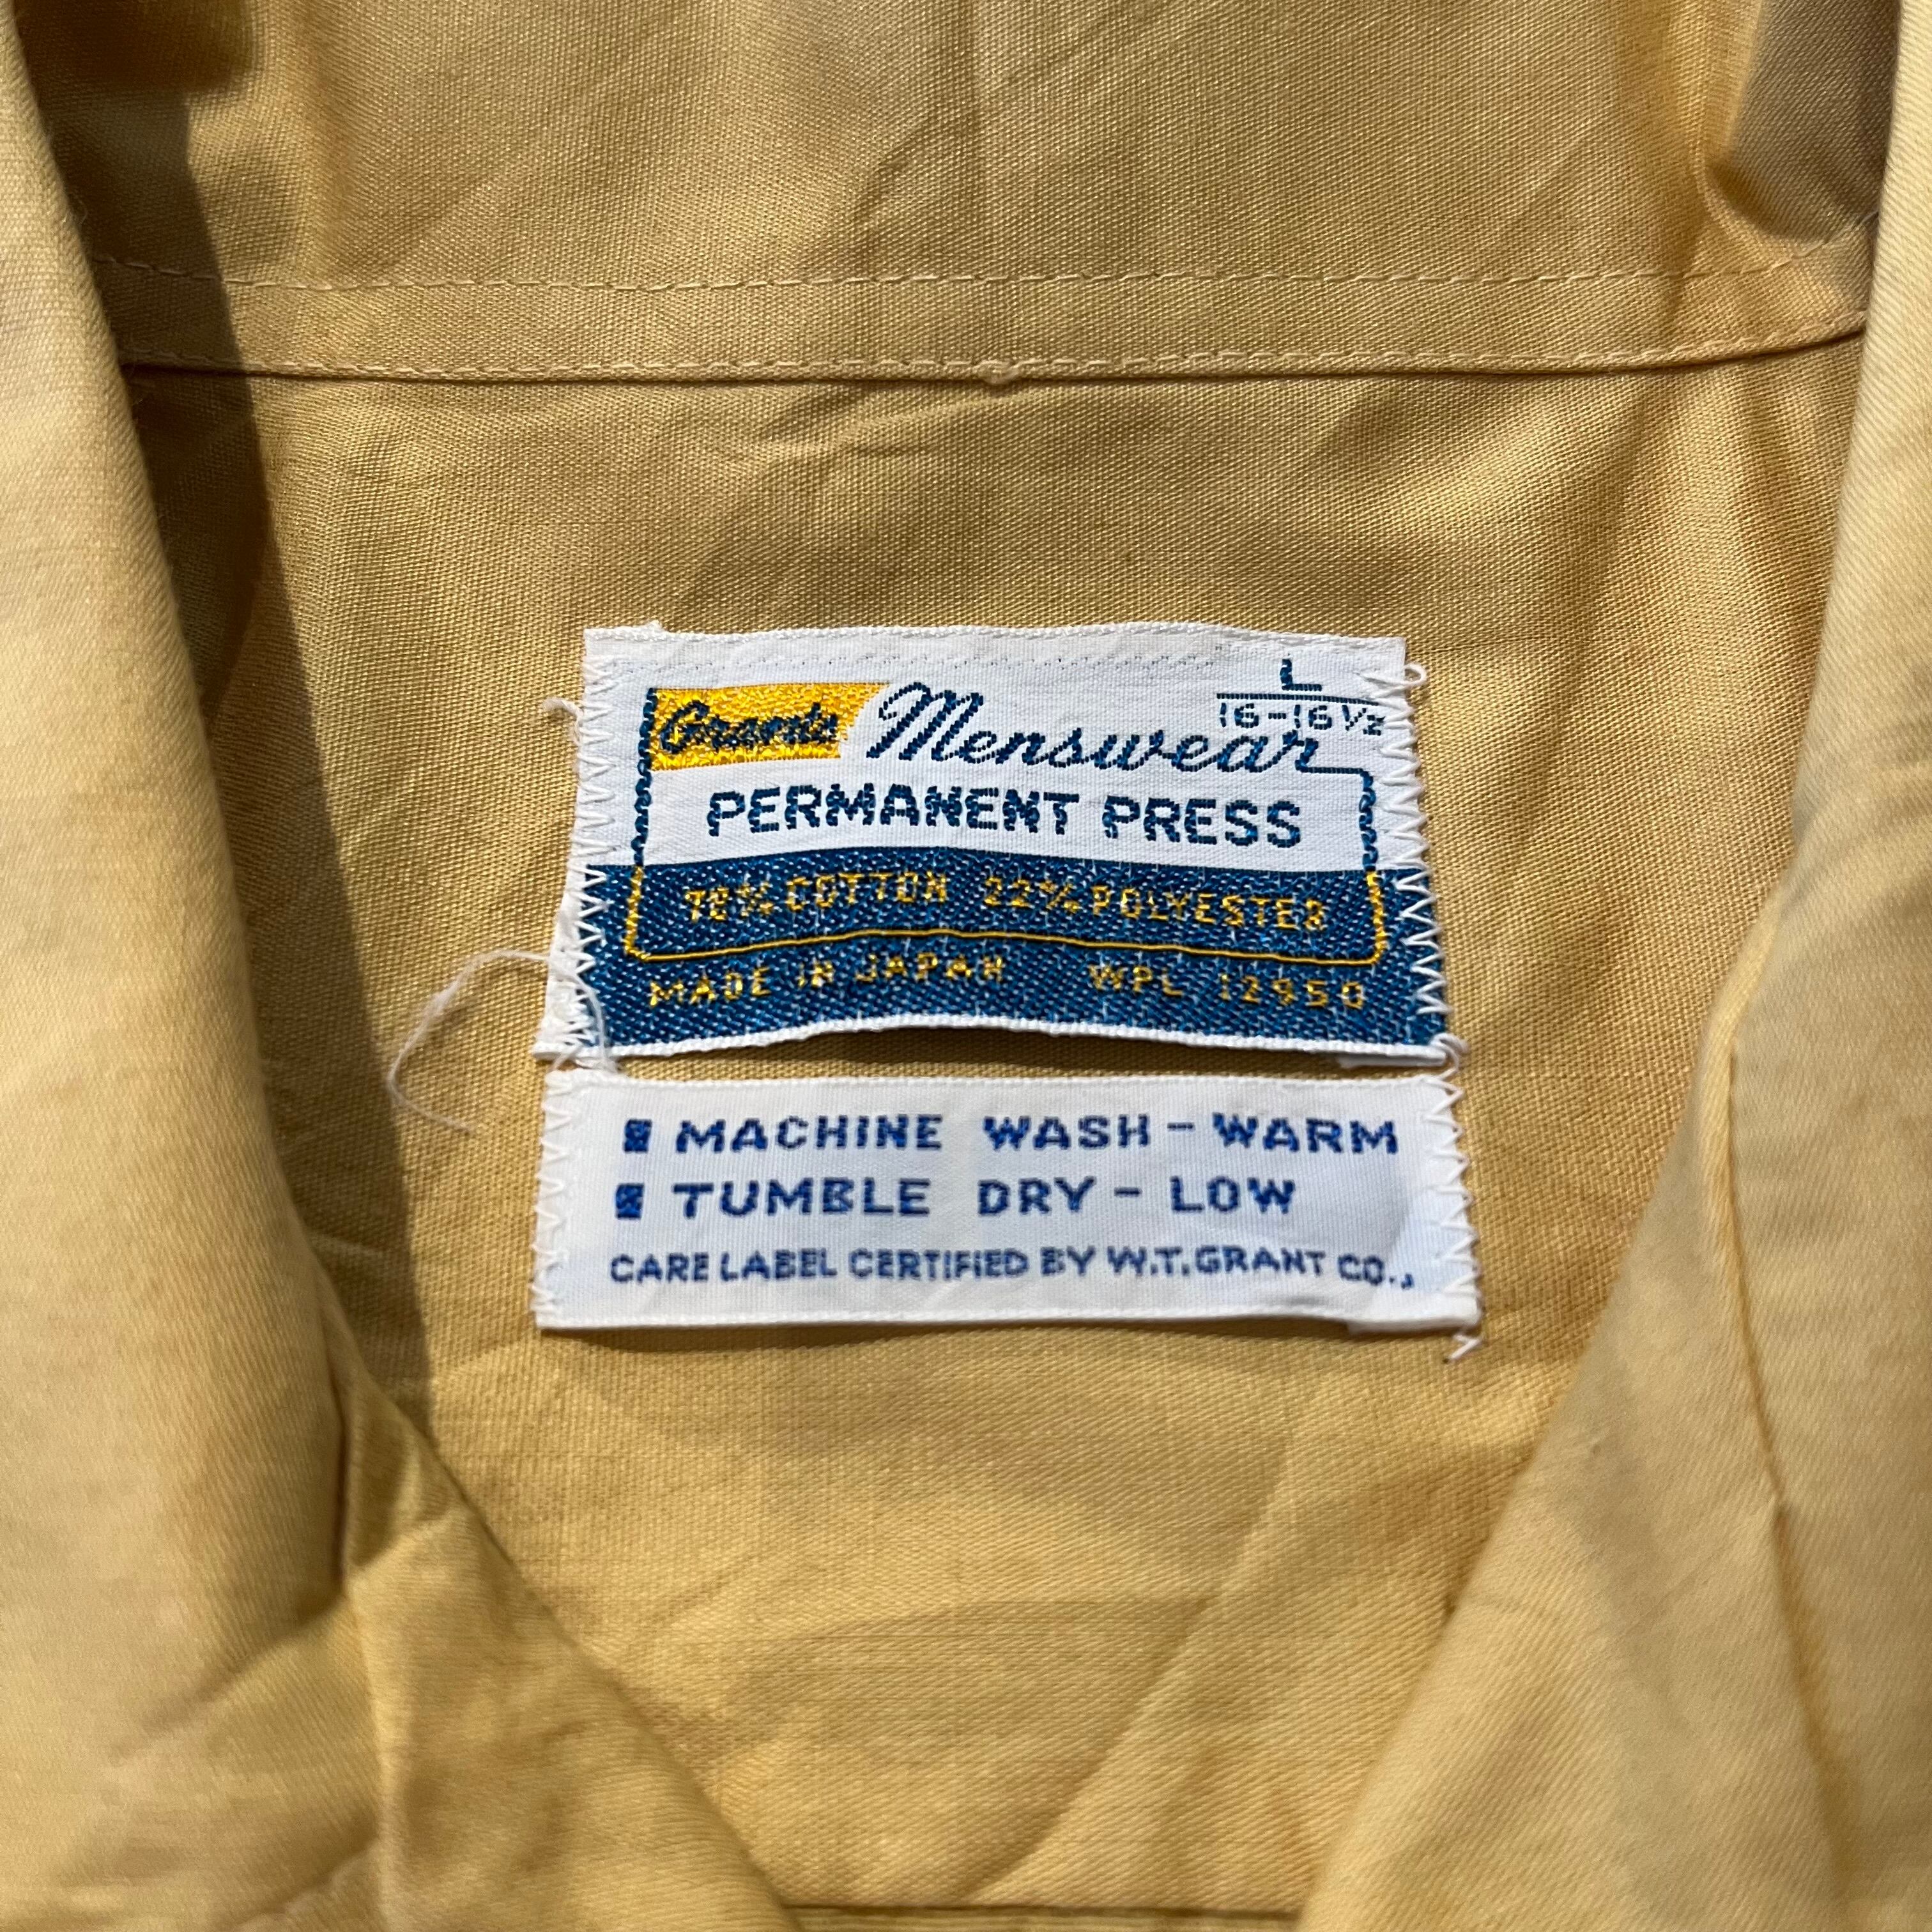 L
16-16½
Grants Menswear
PERMANENT PRESS
78% COTTON 22% POLYESTER
MADE IN JAPAN WPL 12950
MACHINE WASH - WARM
TUMBLE DRY - LOW
CARE LABEL CERTIFIED BY W.T.GRANT CO.,